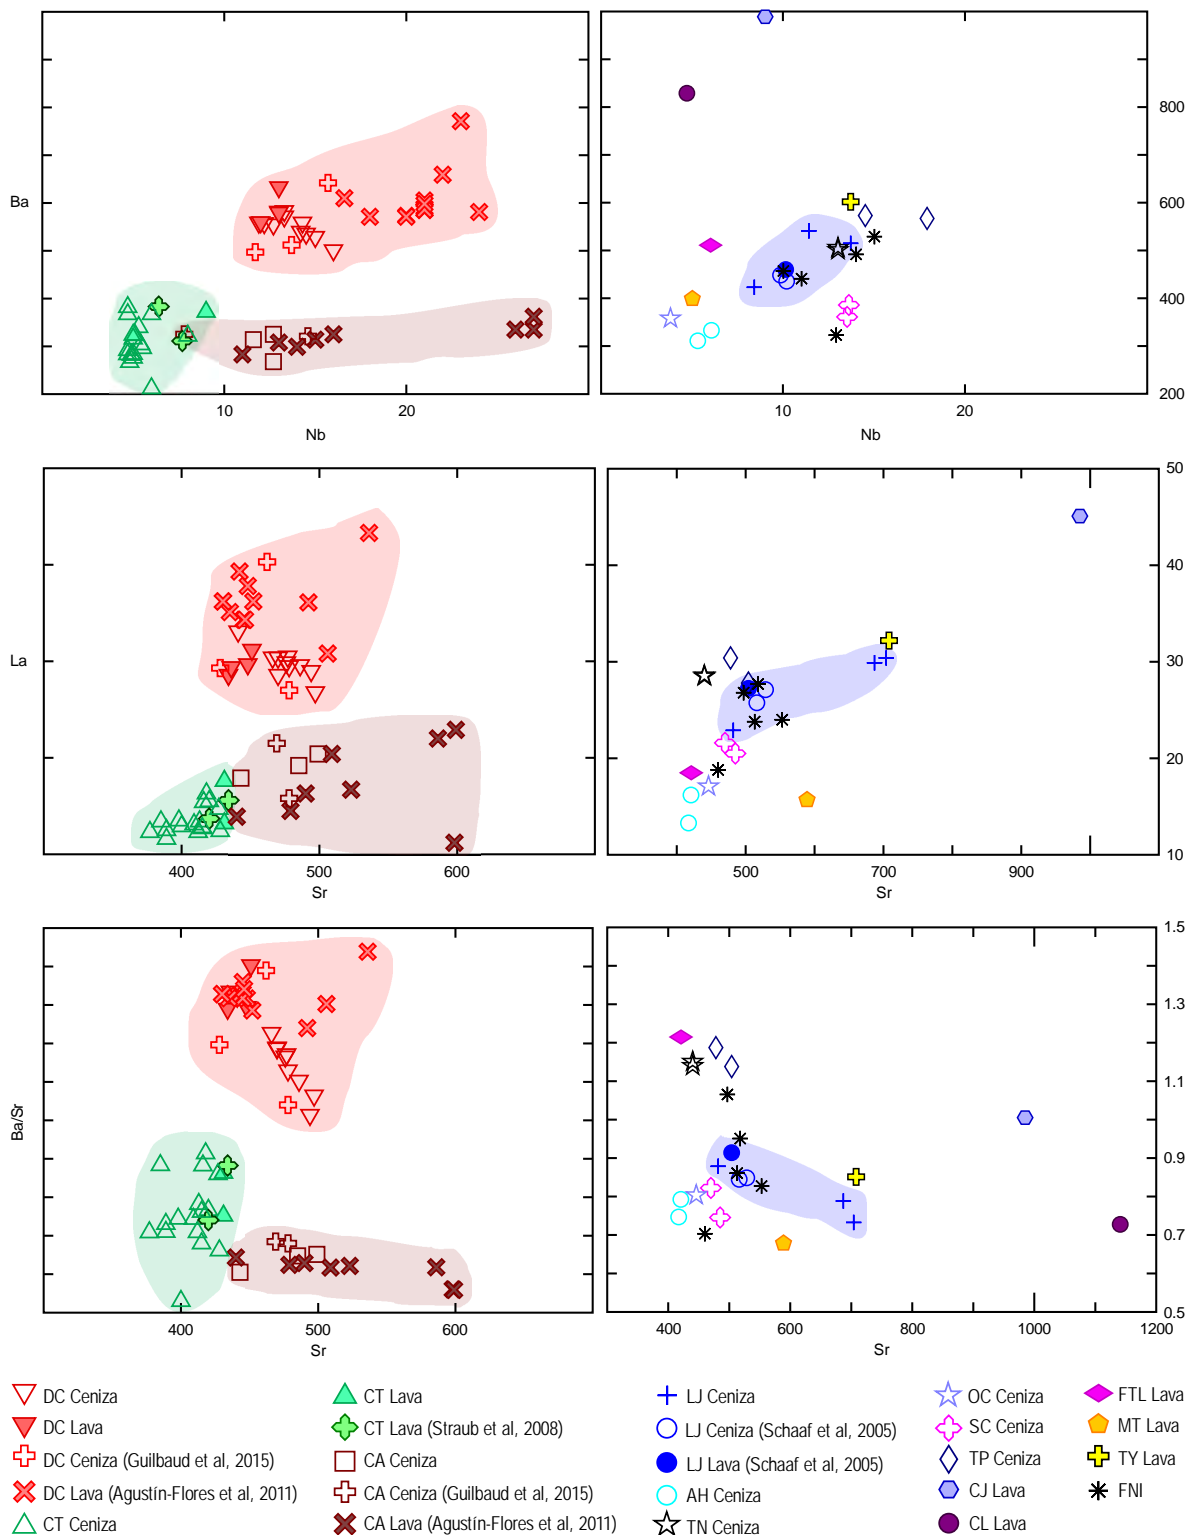 Ba
800
600
400
200
10
20
Nb
10
20
Nb
La
50
40
30
20
10
400
500
600
Sr
500
700
900
Sr
Ba/Sr
1.5
1.3
1.1
0.9
0.7
0.5
400
500
600
Sr
400
600
800
1000
1200
Sr
DC Ceniza
DC Lava
DC Ceniza (Guilbaud et al, 2015)
DC Lava (Agustín-Flores et al, 2011)
CT Ceniza
CT Lava
CT Lava (Straub et al, 2008)
CA Ceniza
CA Ceniza (Guilbaud et al, 2015)
CA Lava (Agustín-Flores et al, 2011)
LJ Ceniza
LJ Ceniza (Schaaf et al, 2005)
LJ Lava (Schaaf et al, 2005)
AH Ceniza
TN Ceniza
OC Ceniza
SC Ceniza
TP Ceniza
CJ Lava
CL Lava
FTL Lava
MT Lava
TY Lava
FNI